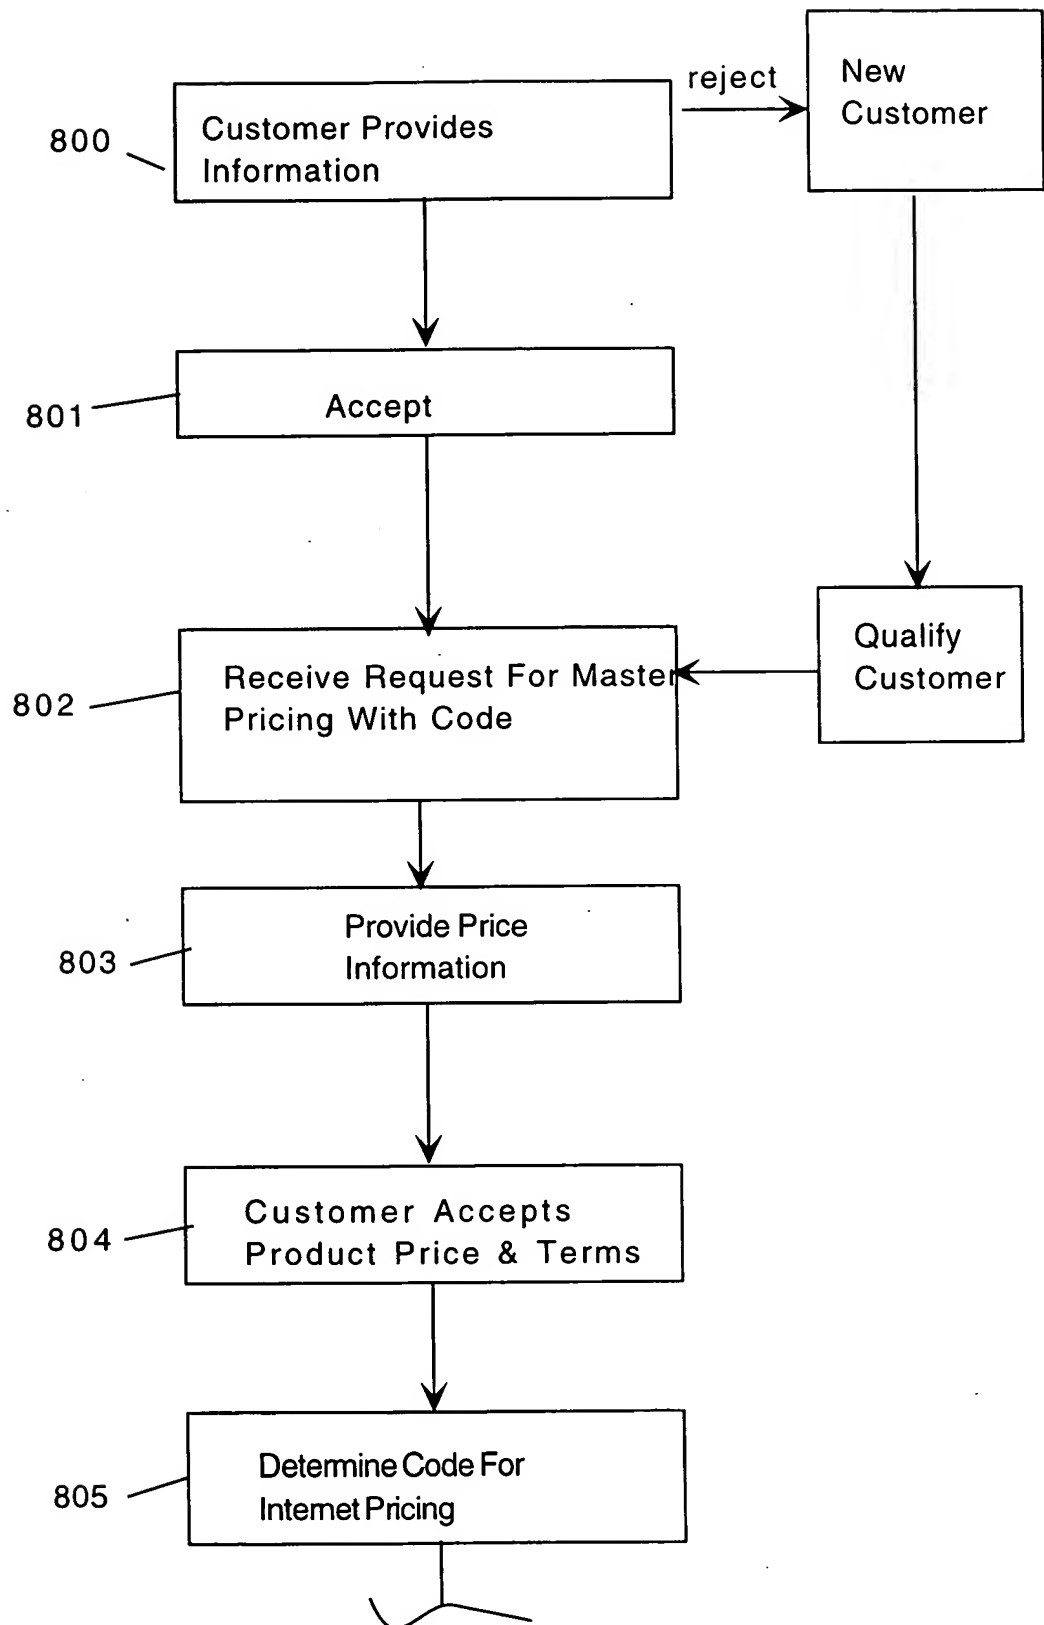 reject
New
Customer
800
Customer Provides
Information
801
Accept
802
Receive Request For Master
Pricing With Code
Qualify
Customer
803
Provide Price
Information
804
Customer Accepts
Product Price & Terms
805
Determine Code For
Internet Pricing